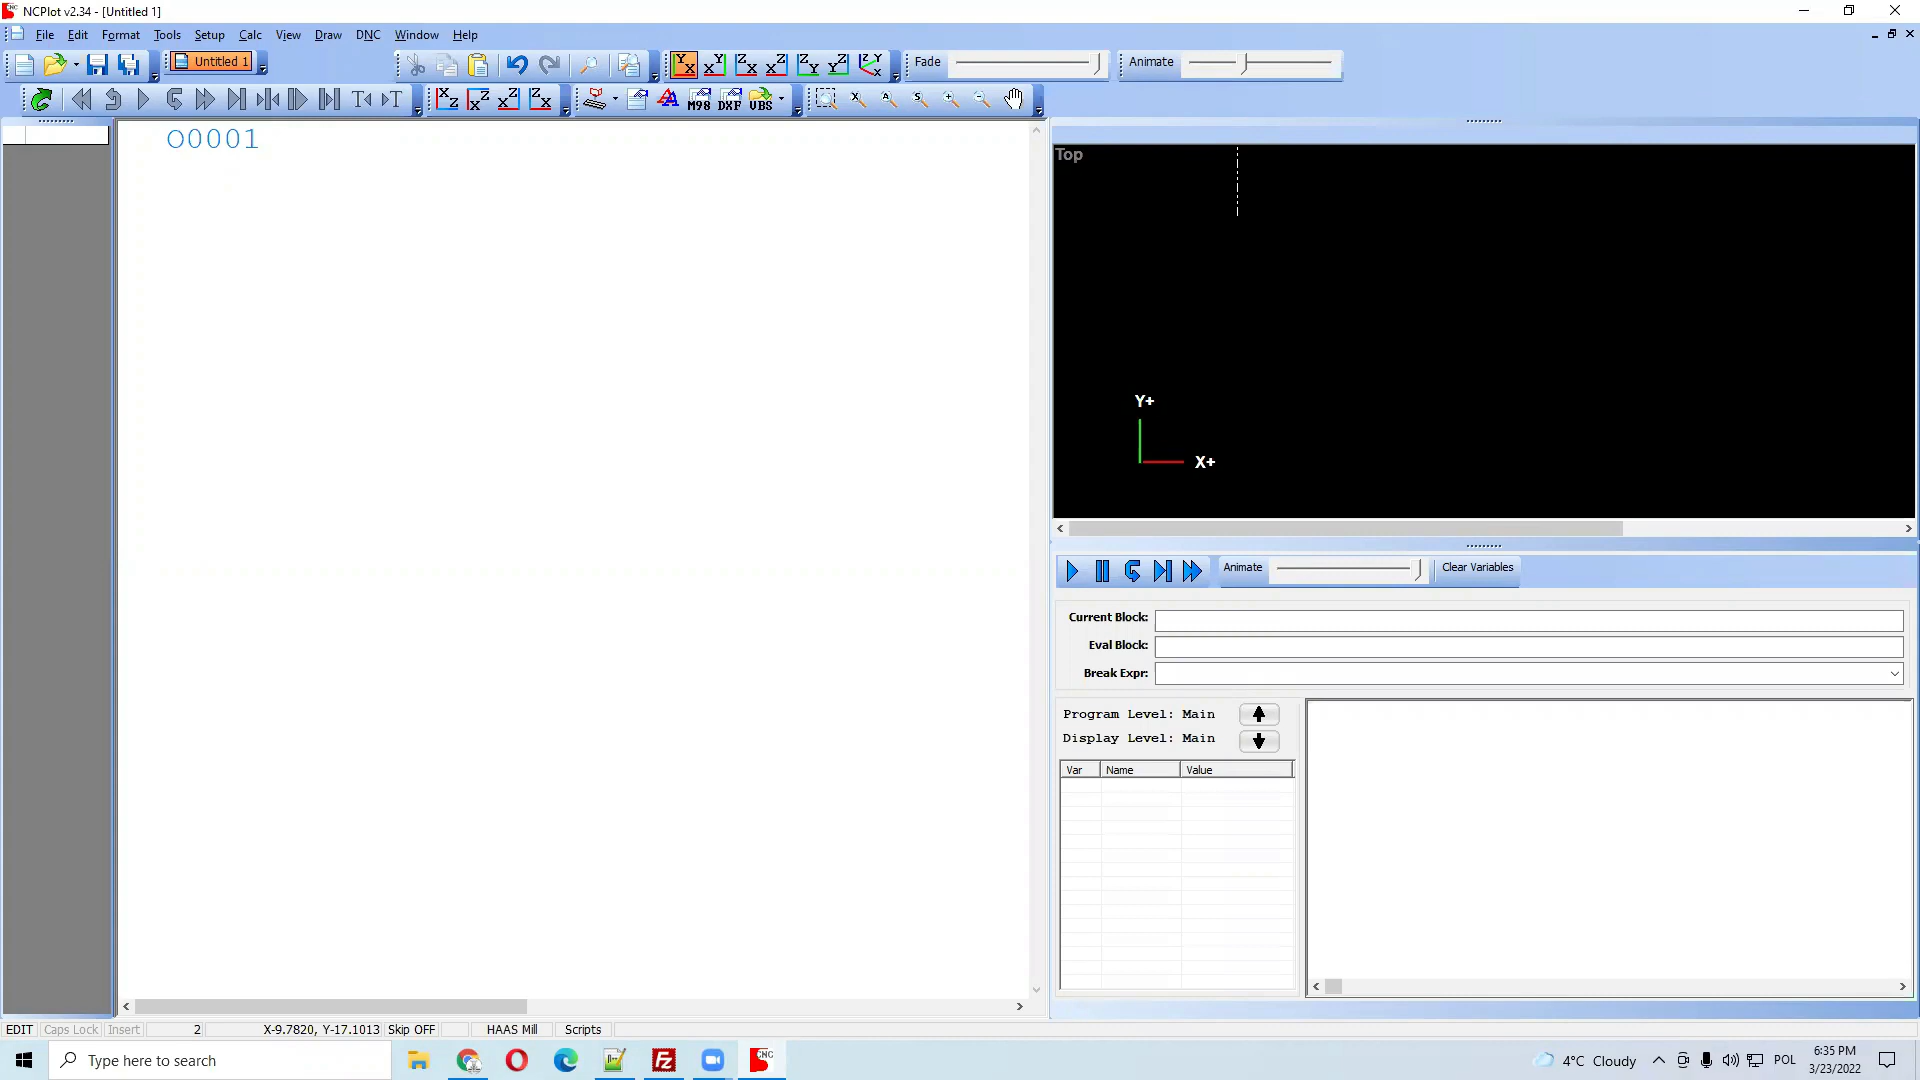 NCPlot v2.34 - [Untitled 1]
File Edit Format Tools Setup Calc View Draw DNC Window Help
Untitled 1
Fade
Animate
M98 DXF VBS
O0001
Top
Y+
X+
Animate
Clear Variables
Current Block:
Eval Block:
Break Expr:
Program Level: Main
Display Level: Main
Var Name Value
EDIT Caps Lock Insert 2 X-9.7820, Y-17.1013 Skip OFF HAAS Mill Scripts
Type here to search
4°C Cloudy
POL
6:35 PM
3/23/2022